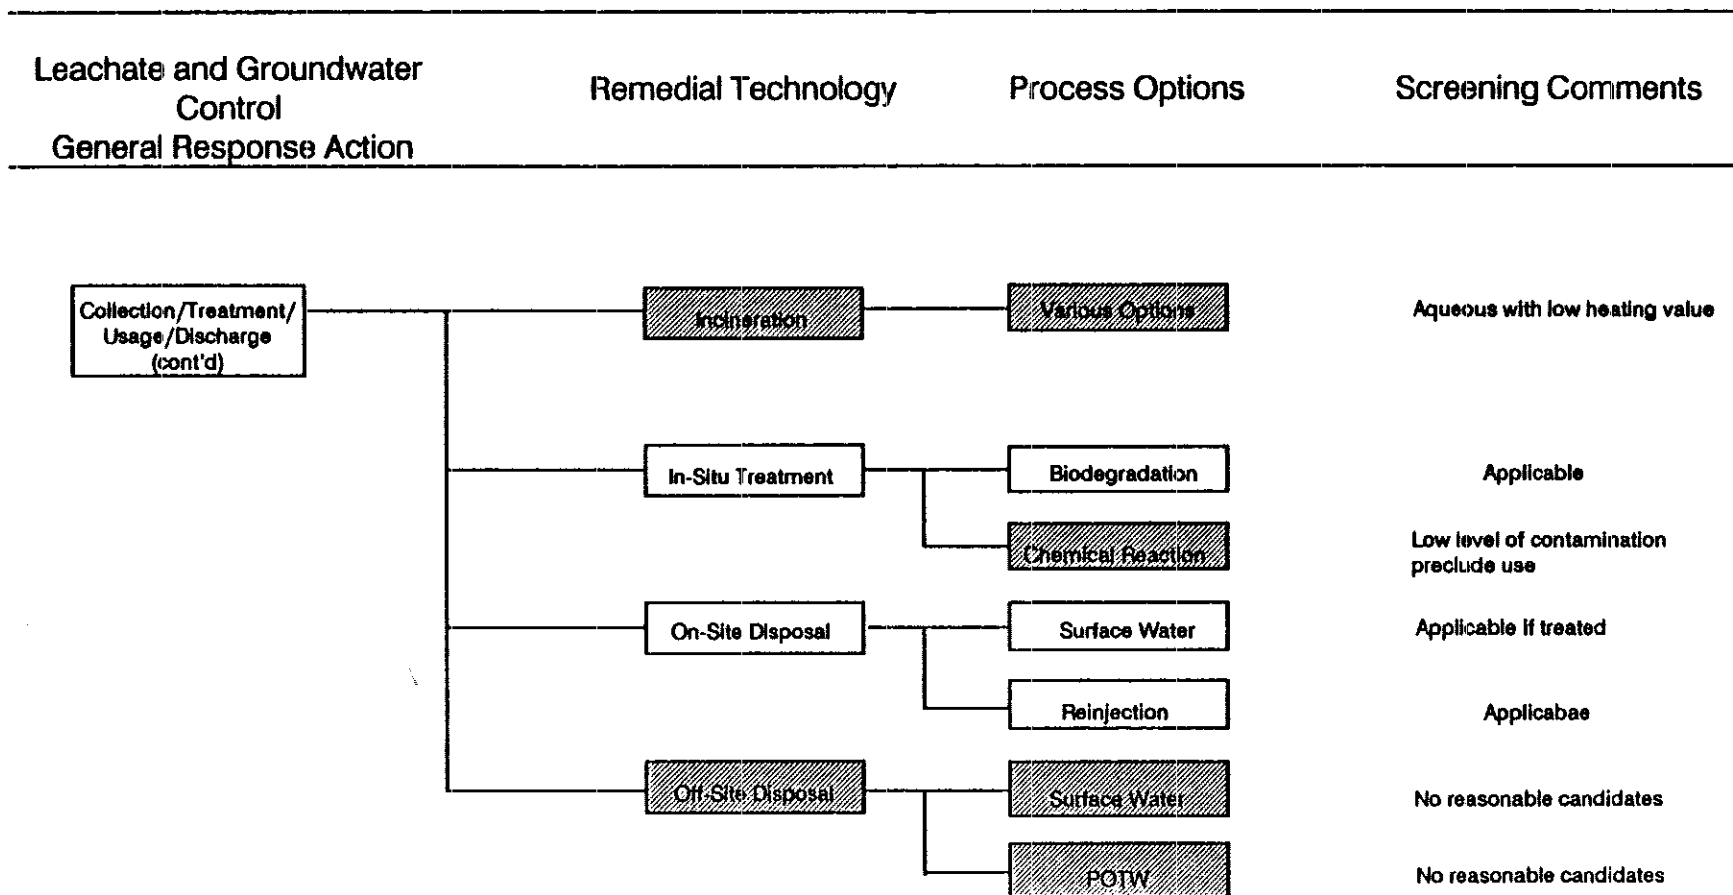 Leachate and Groundwater
Control
General Response Action
Remedial Technology
Process Options
Screening Comments
Collection/Treatment/
Usage/Discharge
(cont'd)
Incineration
Various Options
Aqueous with low heating value
In-Situ Treatment
Biodegradation
Applicable
Chemical Reaction
Low level of contamination
preclude use
On-Site Disposal
Surface Water
Applicable if treated
Reinjection
Applicabae
Off-Site Disposal
Surface Water
No reasonable candidates
POTW
No reasonable candidates